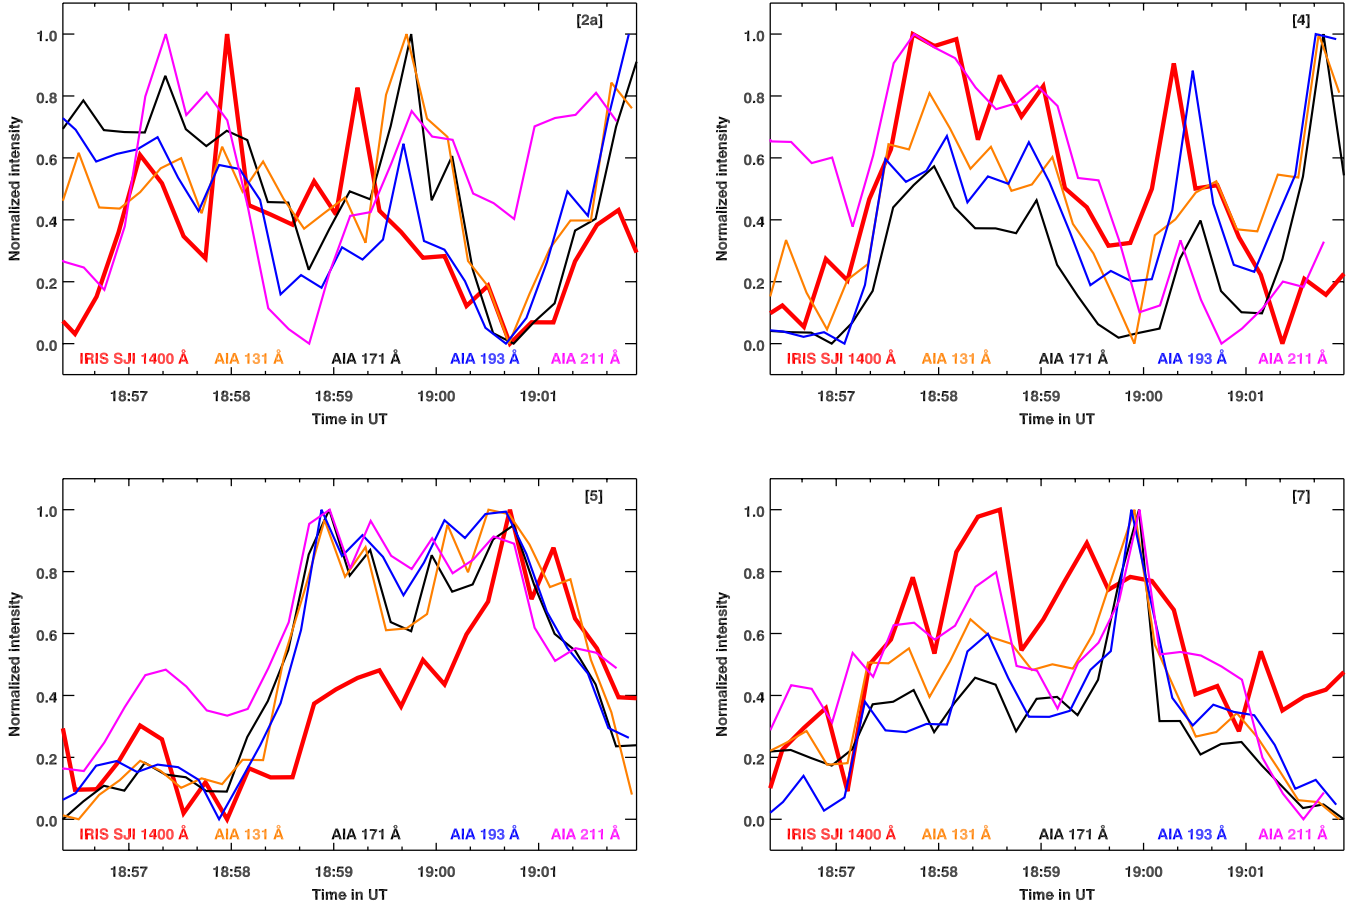 [2a]
1.0
0.8
0.6
0.4
0.2
0.0
Normalized intensity
IRIS SJI 1400 Å AIA 131 Å AIA 171 Å AIA 193 Å AIA 211 Å
18:57 18:58 18:59 19:00 19:01
Time in UT
[4]
1.0
0.8
0.6
0.4
0.2
0.0
Normalized intensity
IRIS SJI 1400 Å AIA 131 Å AIA 171 Å AIA 193 Å AIA 211 Å
18:57 18:58 18:59 19:00 19:01
Time in UT
[5]
1.0
0.8
0.6
0.4
0.2
0.0
Normalized intensity
IRIS SJI 1400 Å AIA 131 Å AIA 171 Å AIA 193 Å AIA 211 Å
18:57 18:58 18:59 19:00 19:01
Time in UT
[7]
1.0
0.8
0.6
0.4
0.2
0.0
Normalized intensity
IRIS SJI 1400 Å AIA 131 Å AIA 171 Å AIA 193 Å AIA 211 Å
18:57 18:58 18:59 19:00 19:01
Time in UT